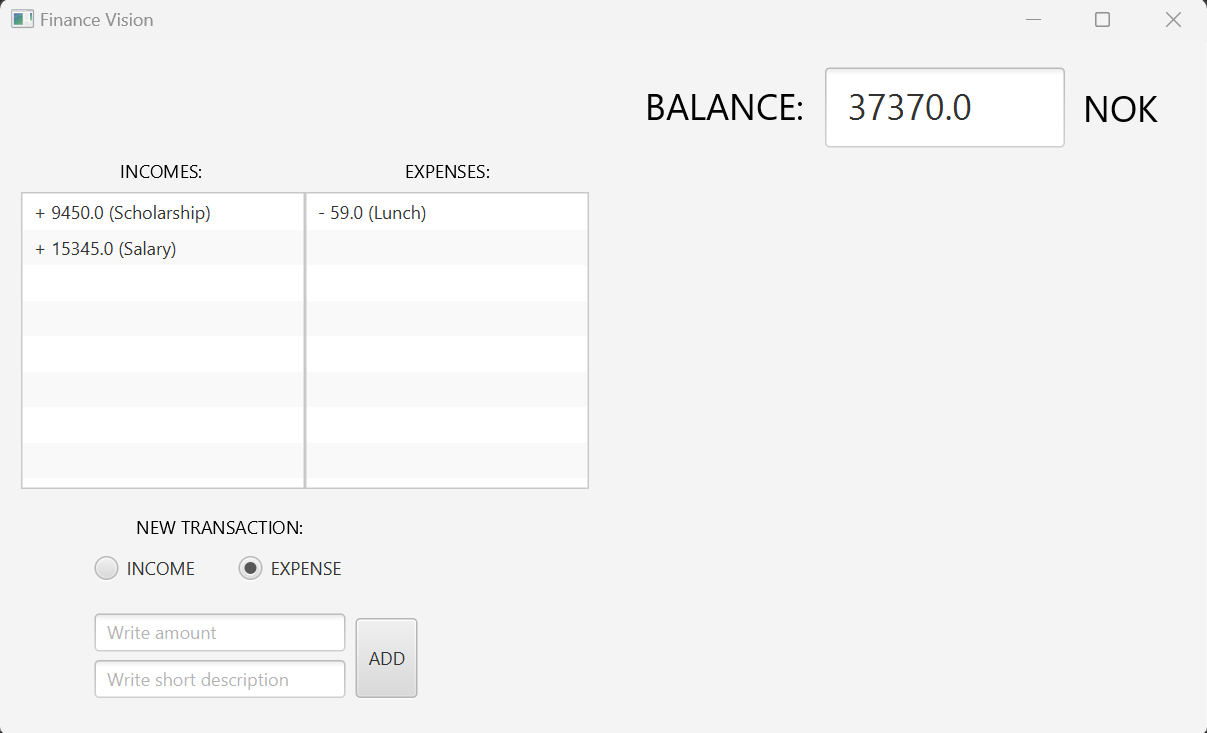 Finance Vision
BALANCE: 37370.0 NOK
INCOMES: EXPENSES:
+ 9450.0 (Scholarship) - 59.0 (Lunch)
+ 15345.0 (Salary)
NEW TRANSACTION:
INCOME EXPENSE
Write amount
ADD
Write short description